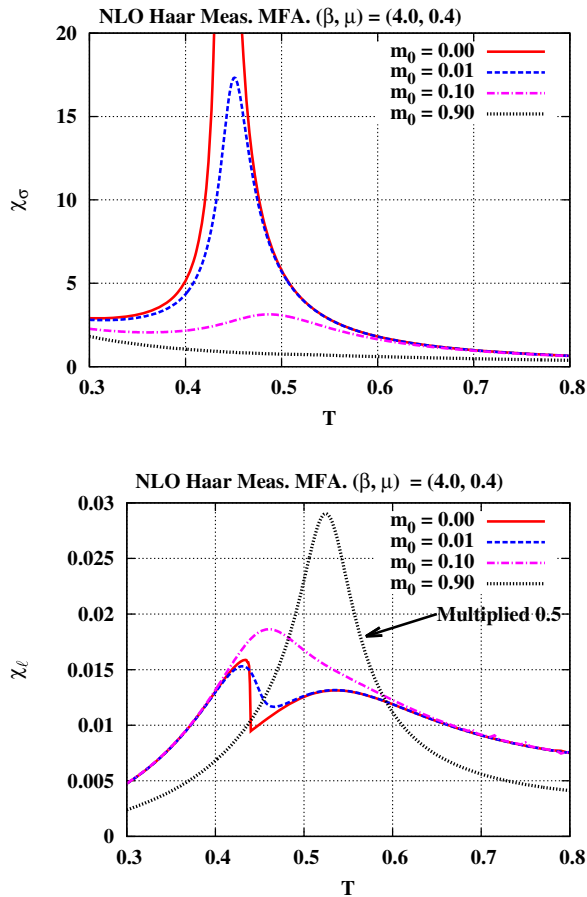 NLO Haar Meas. MFA. (β, μ) = (4.0, 0.4)
20
15
10
5
0
χσ
m0 = 0.00
m0 = 0.01
m0 = 0.10
m0 = 0.90
0.3 0.4 0.5 0.6 0.7 0.8
T
NLO Haar Meas. MFA. (β, μ) = (4.0, 0.4)
0.03
0.025
0.02
0.015
0.01
0.005
0
χℓ
m0 = 0.00
m0 = 0.01
m0 = 0.10
m0 = 0.90
Multiplied 0.5
0.3 0.4 0.5 0.6 0.7 0.8
T